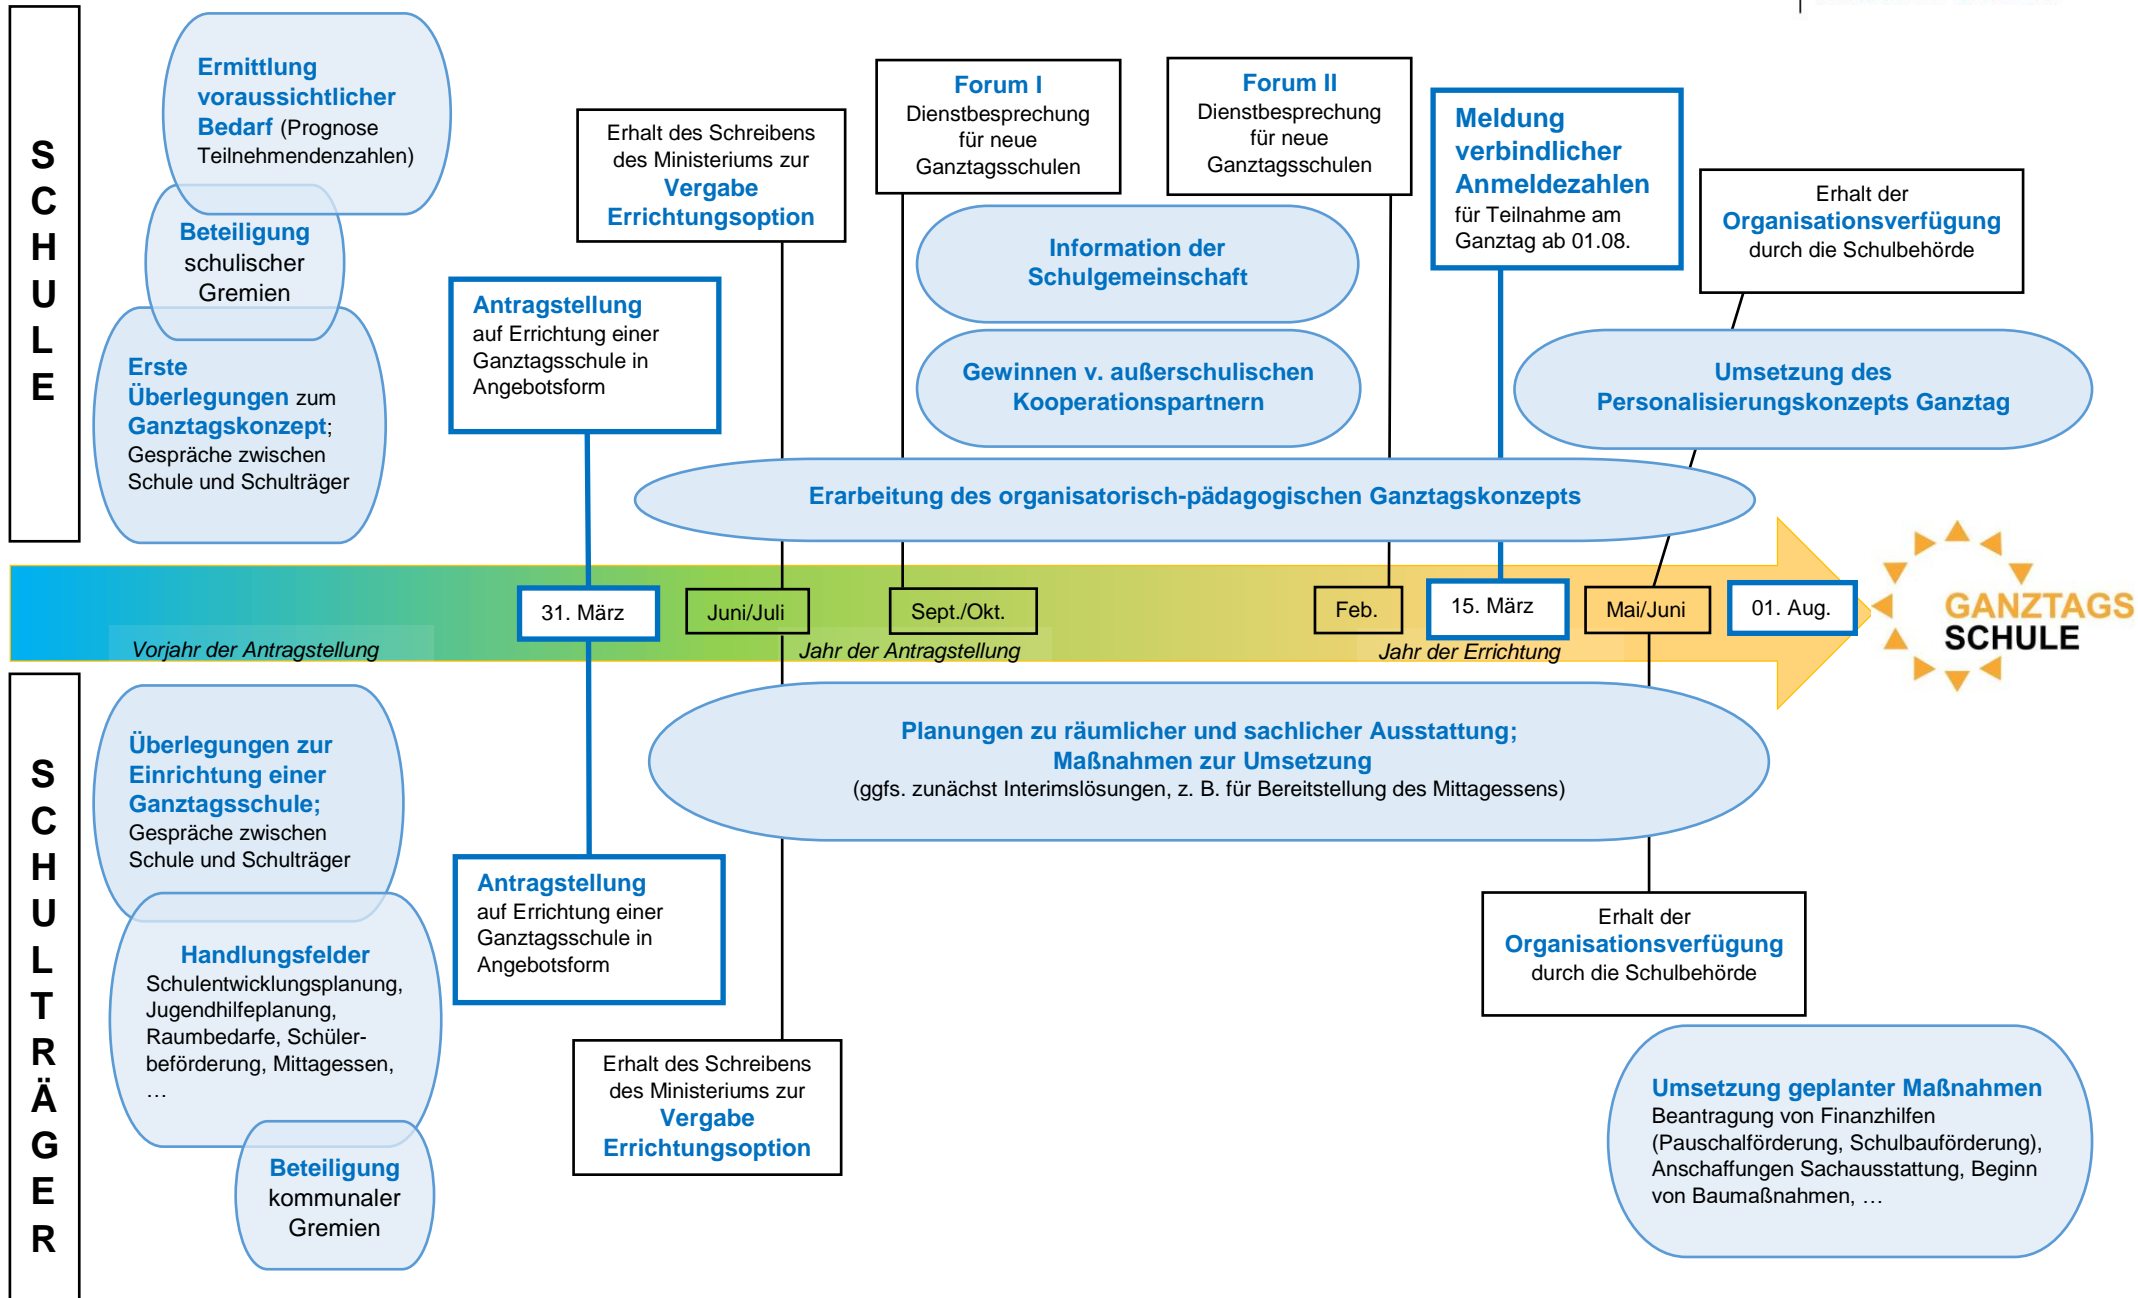 SCHULE
Ermittlung
voraussichtlicher
Bedarf (Prognose
Teilnehmendenzahlen)
Beteiligung
schulischer
Gremien
Erste
Überlegungen zum
Ganztagskonzept;
Gespräche zwischen
Schule und Schulträger
Antragstellung
auf Errichtung einer
Ganztagsschule in
Angebotsform
Erhalt des Schreibens
des Ministeriums zur
Vergabe
Errichtungsoption
Forum I
Dienstbesprechung
für neue
Ganztagsschulen
Forum II
Dienstbesprechung
für neue
Ganztagsschulen
Meldung
verbindlicher
Anmeldezahlen
für Teilnahme am
Ganztag ab 01.08.
Erhalt der
Organisationsverfügung
durch die Schulbehörde
Information der
Schulgemeinschaft
Gewinnen v. außerschulischen
Kooperationspartnern
Umsetzung des
Personalisierungskonzepts Ganztag
Erarbeitung des organisatorisch-pädagogischen Ganztagskonzepts
31. März
Juni/Juli
Sept./Okt.
Feb.
15. März
Mai/Juni
01. Aug.
Vorjahr der Antragstellung
Jahr der Antragstellung
Jahr der Errichtung
GANZTAGS
SCHULE
SCHULTRÄGER
Überlegungen zur
Einrichtung einer
Ganztagsschule;
Gespräche zwischen
Schule und Schulträger
Handlungsfelder
Schulentwicklungsplanung,
Jugendhilfeplanung,
Raumbedarfe, Schüler-
beförderung, Mittagessen,
…
Beteiligung
kommunaler
Gremien
Antragstellung
auf Errichtung einer
Ganztagsschule in
Angebotsform
Erhalt des Schreibens
des Ministeriums zur
Vergabe
Errichtungsoption
Planungen zu räumlicher und sachlicher Ausstattung;
Maßnahmen zur Umsetzung
(ggfs. zunächst Interimslösungen, z. B. für Bereitstellung des Mittagessens)
Erhalt der
Organisationsverfügung
durch die Schulbehörde
Umsetzung geplanter Maßnahmen
Beantragung von Finanzhilfen
(Pauschalförderung, Schulbauförderung),
Anschaffungen Sachausstattung, Beginn
von Baumaßnahmen, …